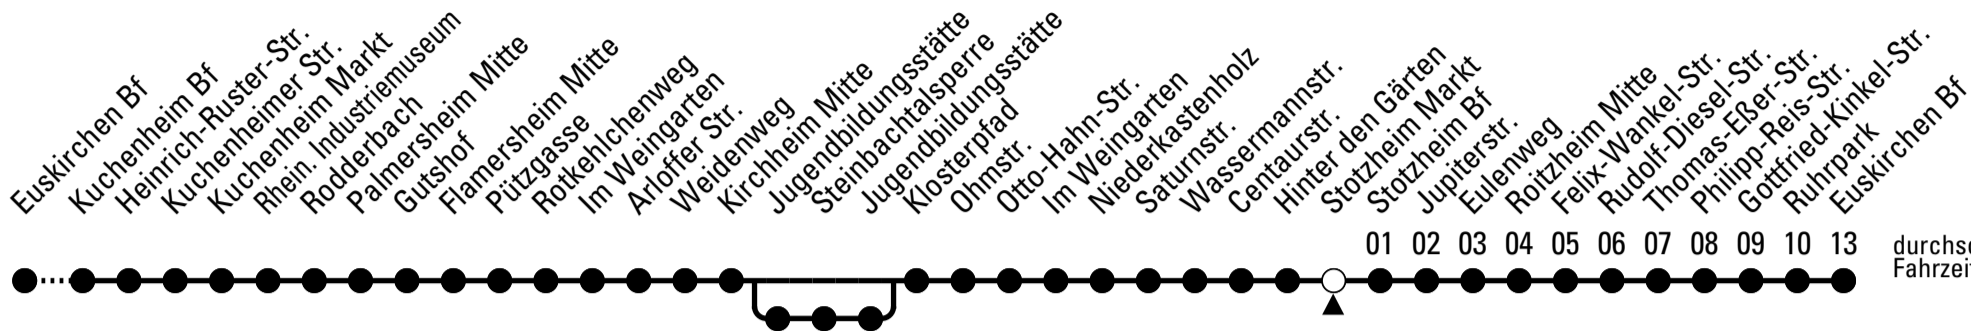 Euskirchen Bf
Kuchenheim Bf
Heinrich-Ruster-Str.
Kuchenheimer Str.
Kuchenheim Markt
Rhein. Industriemuseum
Rodderbach
Palmersheim Mitte
Gutshof
Flamersheim Mitte
Pützgasse
Rotkehlchenweg
Im Weingarten
Arloffer Str.
Weidenweg
Kirchheim Mitte
Jugendbildungsstätte
Steinbachtalsperre
Jugendbildungsstätte
Klosterpfad
Ohmstr.
Otto-Hahn-Str.
Im Weingarten
Niederkastenholz
Saturnstr.
Wassermannstr.
Centaurstr.
Hinter den Gärten
Stotzheim Markt
Stotzheim Bf
Jupiterstr.
Eulenweg
Roitzheim Mitte
Felix-Wankel-Str.
Rudolf-Diesel-Str.
Thomas-Eßer-Str.
Philipp-Reis-Str.
Gottfried-Kinkel-Str.
Ruhrpark
Euskirchen Bf
01 02 03 04 05 06 07 08 09 10 13